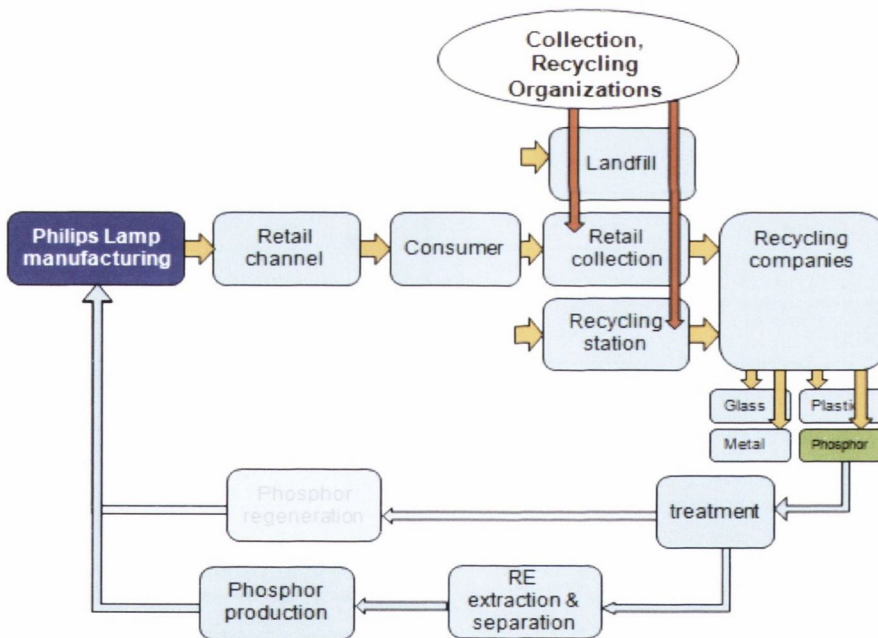 Collection,
Recycling
Organizations
Landfill
Philips Lamp
manufacturing
Retail
channel
Consumer
Retail
collection
Recycling
companies
Recycling
station
Glass
Plastic
Metal
Phosphor
Phosphor
regeneration
treatment
Phosphor
production
RE
extraction &
separation